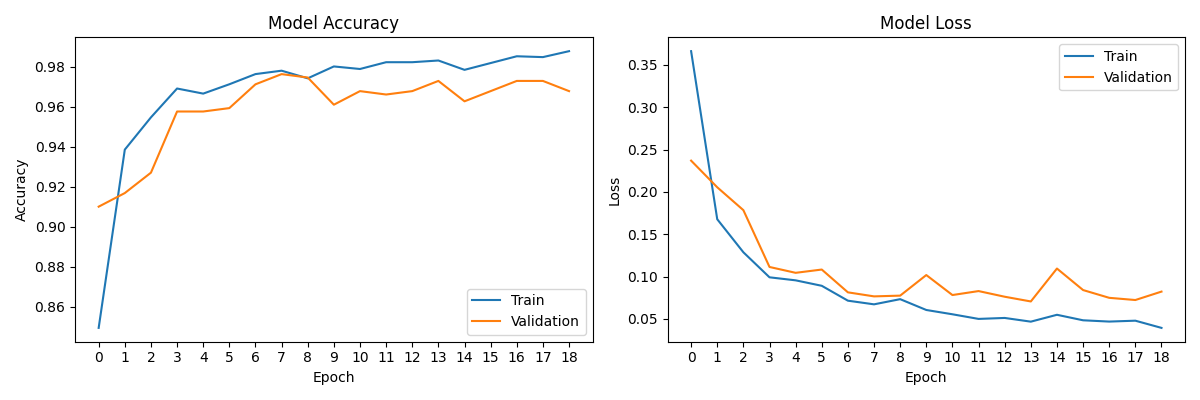 Model Accuracy
Accuracy
0.98
0.96
0.94
0.92
0.90
0.88
0.86
Train
Validation
0 1 2 3 4 5 6 7 8 9 10 11 12 13 14 15 16 17 18
Epoch
Model Loss
Loss
0.35
0.30
0.25
0.20
0.15
0.10
0.05
Train
Validation
0 1 2 3 4 5 6 7 8 9 10 11 12 13 14 15 16 17 18
Epoch